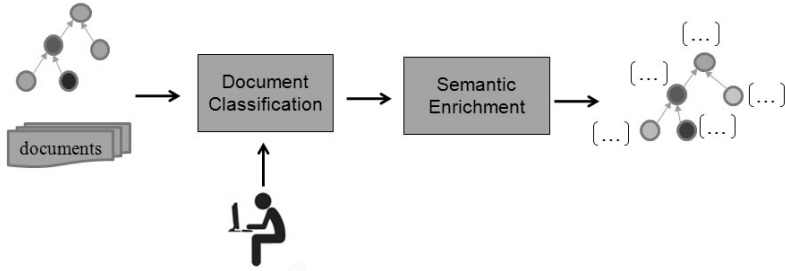 documents
Document
Classification
Semantic
Enrichment
[...]
[...]
[...]
[...]
[...]